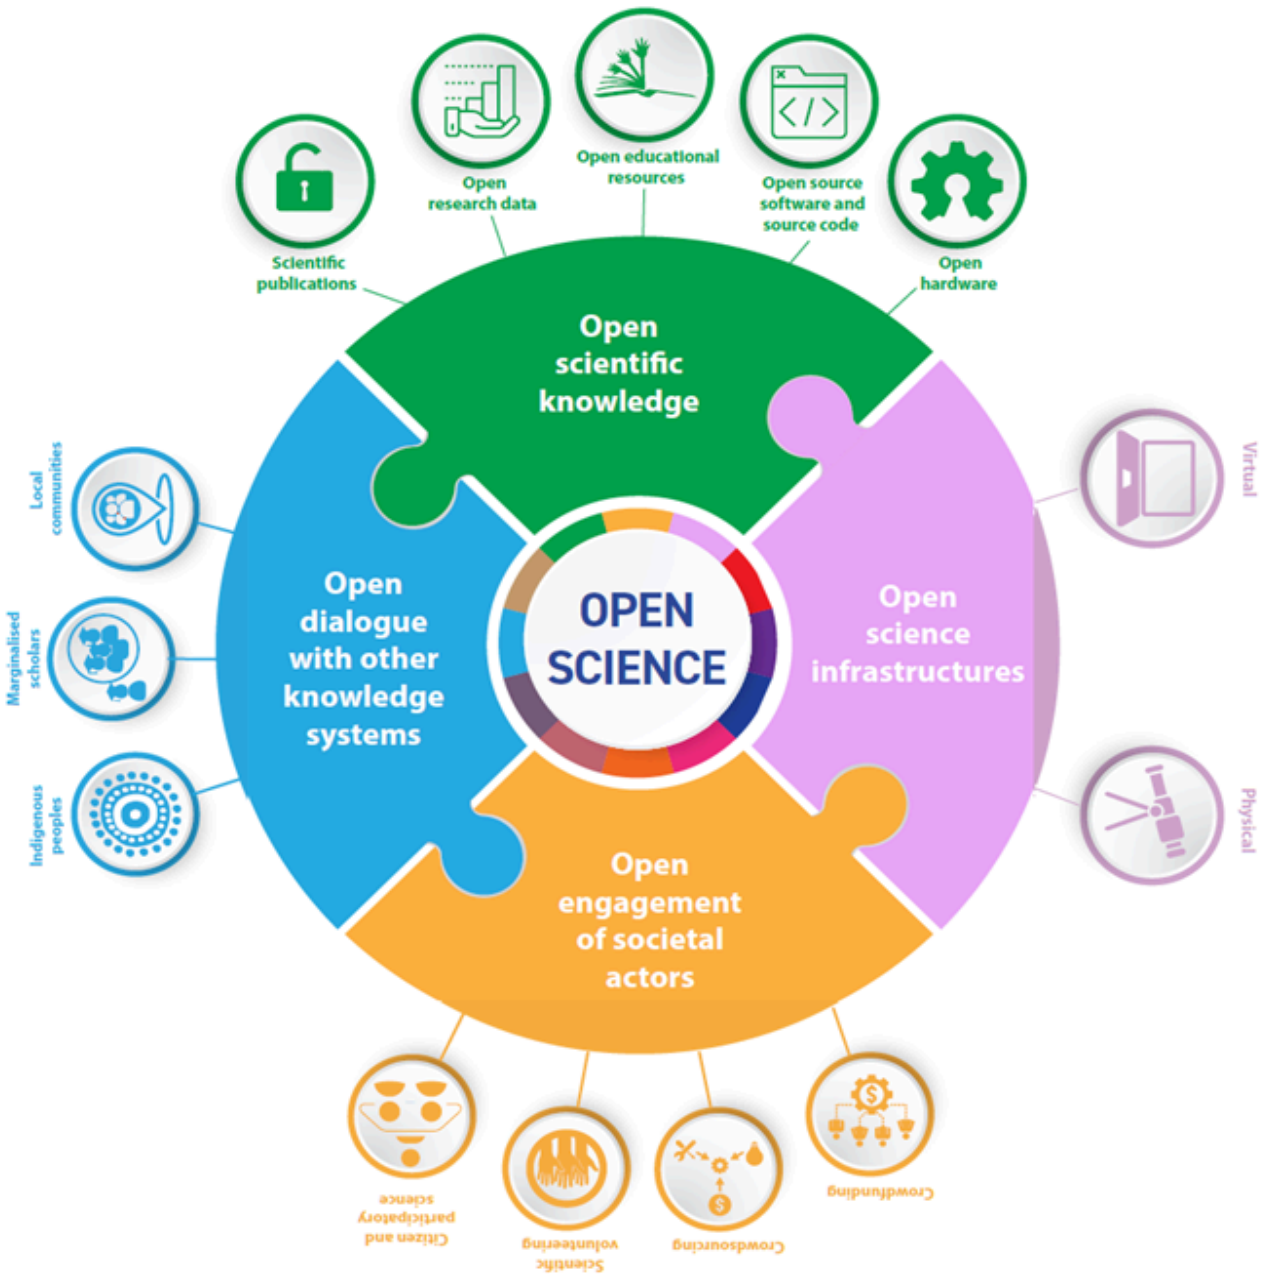 Open educational
resources
Open
research data
Open source
software and
source code
Scientific
publications
Open
hardware
Open
scientific
knowledge
Local
communities
Marginalised
scholars
Indigenous
peoples
Open
dialogue
with other
knowledge
systems
OPEN
SCIENCE
Open
science
infrastructures
Virtual
Physical
Open
engagement
of societal
actors
Citizen and
participatory
science
Scientific
volunteering
Crowdsourcing
Crowdfunding
$
$